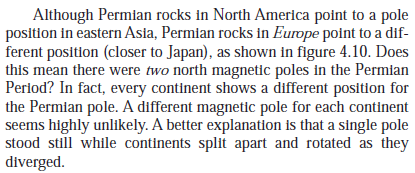 Although Permian rocks in North America point to a pole
position in eastern Asia, Permian rocks in Europe point to a dif-
ferent position (closer to Japan), as shown in figure 4.10. Does
this mean there were two north magnetic poles in the Permian
Period? In fact, every continent shows a different position for
the Permian pole. A different magnetic pole for each continent
seems highly unlikely. A better explanation is that a single pole
stood still while continents split apart and rotated as they
diverged.